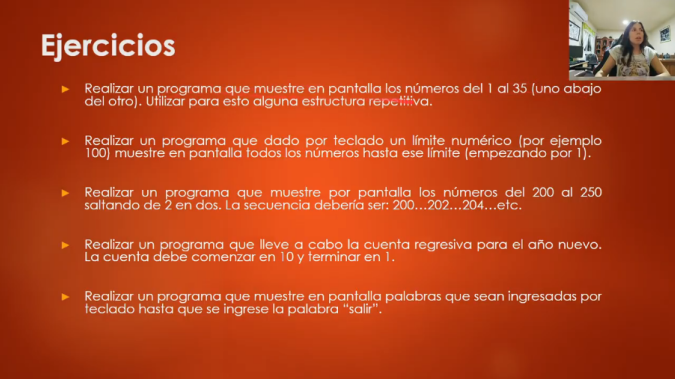 Ejercicios
Realizar un programa que muestre en pantalla los números del 1 al 35 (uno abajo
del otro). Utilizar para esto alguna estructura repetitiva.
Realizar un programa que dado por teclado un límite numérico (por ejemplo
100) muestre en pantalla todos los números hasta ese límite (empezando por 1).
Realizar un programa que muestre por pantalla los números del 200 al 250
saltando de 2 en dos. La secuencia debería ser: 200...202...204...etc.
Realizar un programa que lleve a cabo la cuenta regresiva para el año nuevo.
La cuenta debe comenzar en 10 y terminar en 1.
Realizar un programa que muestre en pantalla palabras que sean ingresadas por
teclado hasta que se ingrese la palabra “salir”.